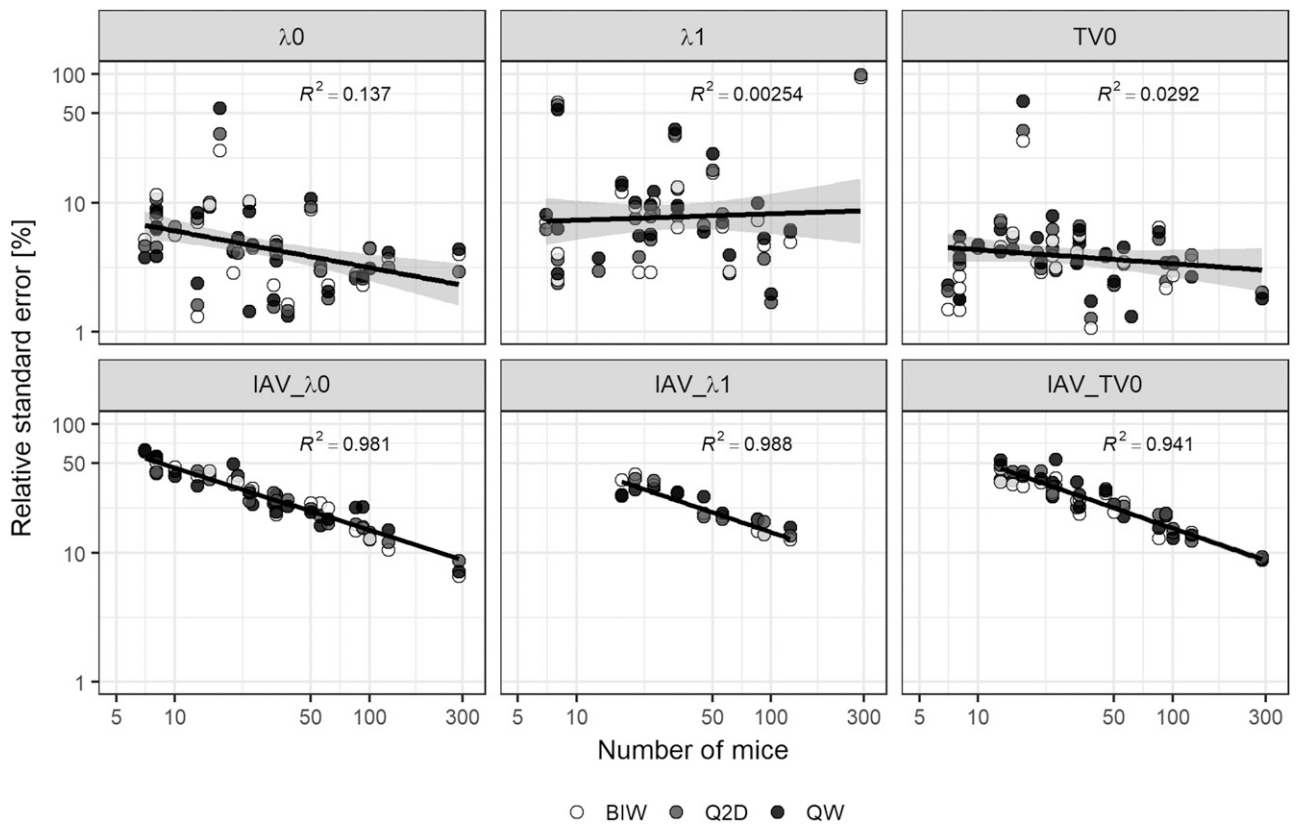 λ0 λ1 TV0
100 R² = 0.137 R² = 0.00254 R² = 0.0292
50
10
1
IAV_λ0 IAV_λ1 IAV_TV0
100 R² = 0.981 R² = 0.988 R² = 0.941
50
10
1
5 10 50 100 300 5 10 50 100 300 5 10 50 100 300
Relative standard error [%]
Number of mice
BIW Q2D QW